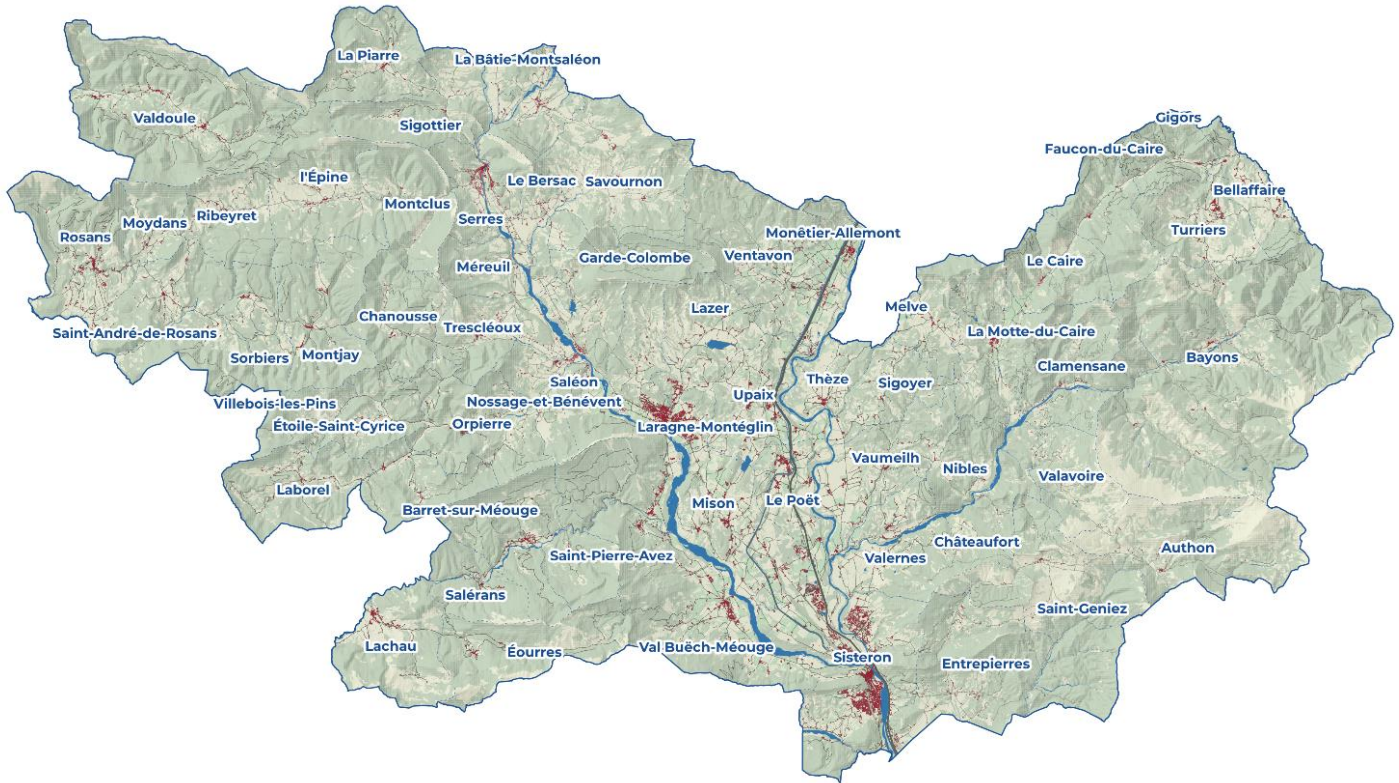 La Piarre
La Bâtie-Montsaléon
Valdoule
Sigottier
Gigors
Faucon-du-Caire
l'Épine
Le Bersac
Savournon
Bellaffaire
Montclus
Ribeyret
Moydans
Serres
Turriers
Rosans
Monêtier-Allemont
Garde-Colombe
Ventavon
Le Caire
Méreuil
Lazer
Melve
Chanousse
Trescléoux
La Motte-du-Caire
Saint-André-de-Rosans
Sorbiers
Montjay
Bayons
Clamensane
Saléon
Thèze
Sigoyer
Upaix
Nossage-et-Bénévent
Villebois-les-Pins
Étoile-Saint-Cyrice
Orpierre
Laragne-Montéglin
Vaumeilh
Nibles
Valavoire
Laborel
Mison
Le Poët
Barret-sur-Méouge
Châteaufort
Authon
Saint-Pierre-Avez
Valernes
Salérans
Saint-Geniez
Lachau
Éourres
Val Buëch-Méouge
Sisteron
Entrepierres